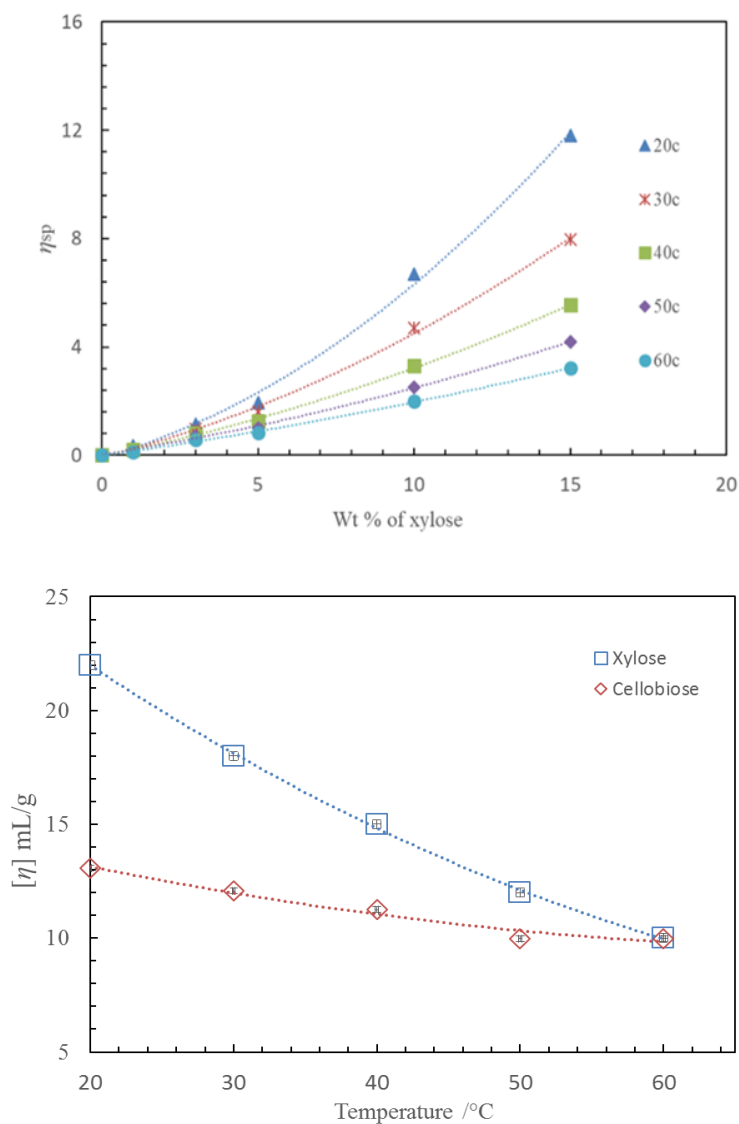 16
12
8
4
0
ηsp
20c
30c
40c
50c
60c
0 5 10 15 20
Wt % of xylose
25
20
15
10
5
[η] mL/g
Xylose
Cellobiose
20 30 40 50 60
Temperature /°C